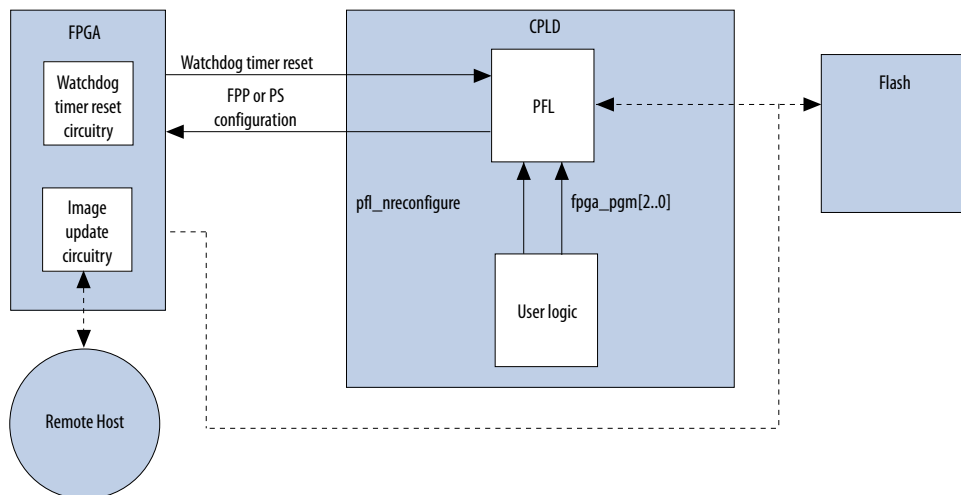 FPGA
Watchdog
timer reset
circuitry
Image
update
circuitry
Remote Host
Watchdog timer reset
FPP or PS
configuration
CPLD
PFL
pfl_nreconfigure
fpga_pgm[2..0]
User logic
Flash